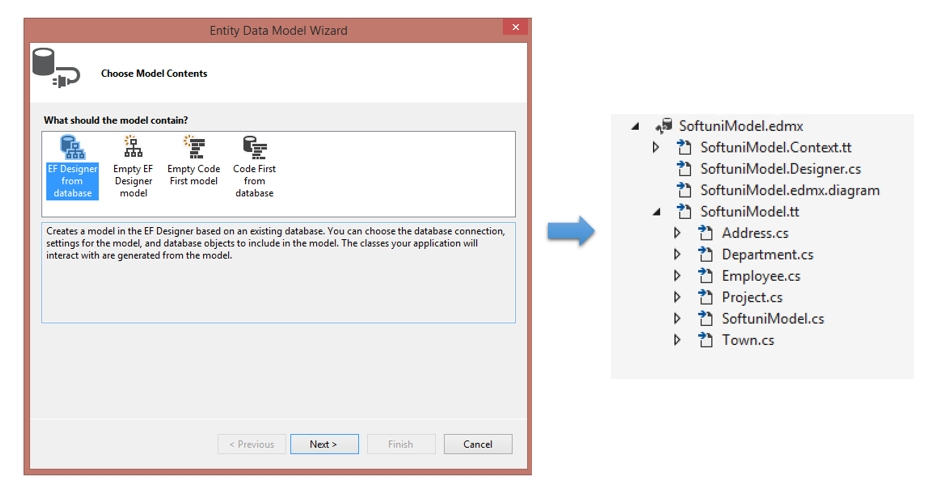 Entity Data Model Wizard
Choose Model Contents
What should the model contain?
EF Designer
from
database
Empty EF
Designer
model
Empty Code
First model
Code First
from
database
Creates a model in the EF Designer based on an existing database. You can choose the database connection,
settings for the model, and database objects to include in the model. The classes your application will
interact with are generated from the model.
< Previous
Next >
Finish
Cancel
SoftuniModel.edmx
SoftuniModel.Context.tt
SoftuniModel.Designer.cs
SoftuniModel.edmx.diagram
SoftuniModel.tt
Address.cs
Department.cs
Employee.cs
Project.cs
SoftuniModel.cs
Town.cs